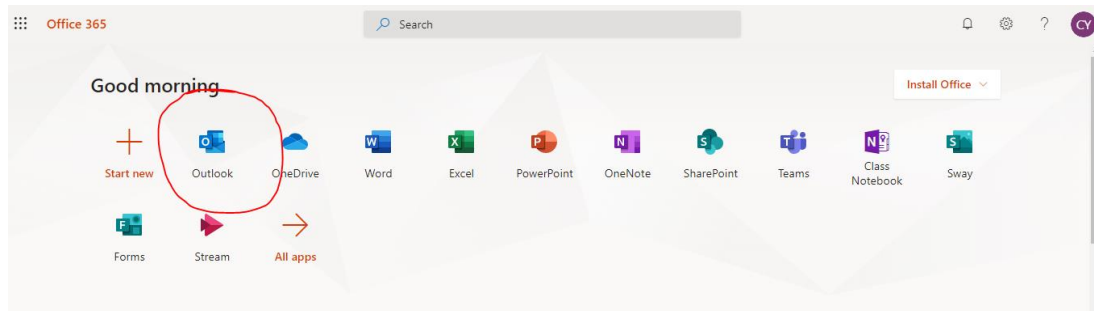 Office 365
Search
?
CY
Good morning
Install Office
Start new
Outlook
OneDrive
Word
Excel
PowerPoint
OneNote
SharePoint
Teams
Class
Notebook
Sway
Forms
Stream
All apps